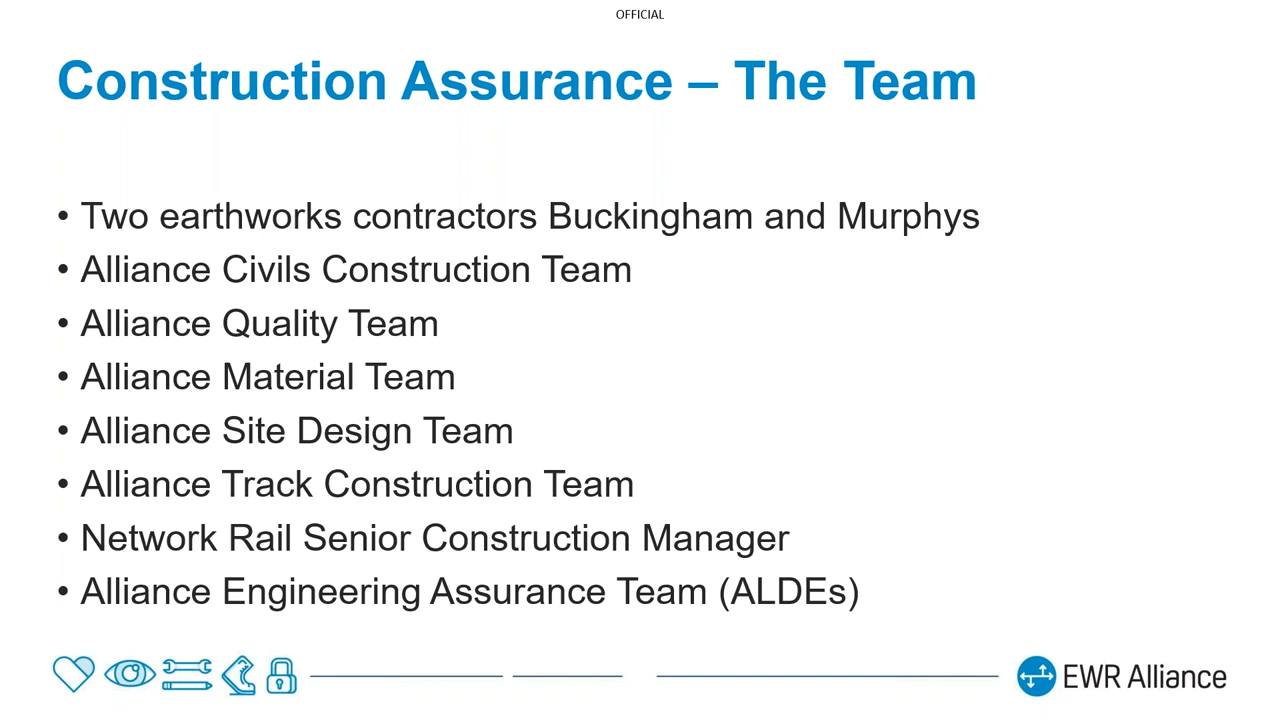 OFFICIAL
Construction Assurance – The Team
• Two earthworks contractors Buckingham and Murphys
• Alliance Civils Construction Team
• Alliance Quality Team
• Alliance Material Team
• Alliance Site Design Team
• Alliance Track Construction Team
• Network Rail Senior Construction Manager
• Alliance Engineering Assurance Team (ALDEs)
EWR Alliance